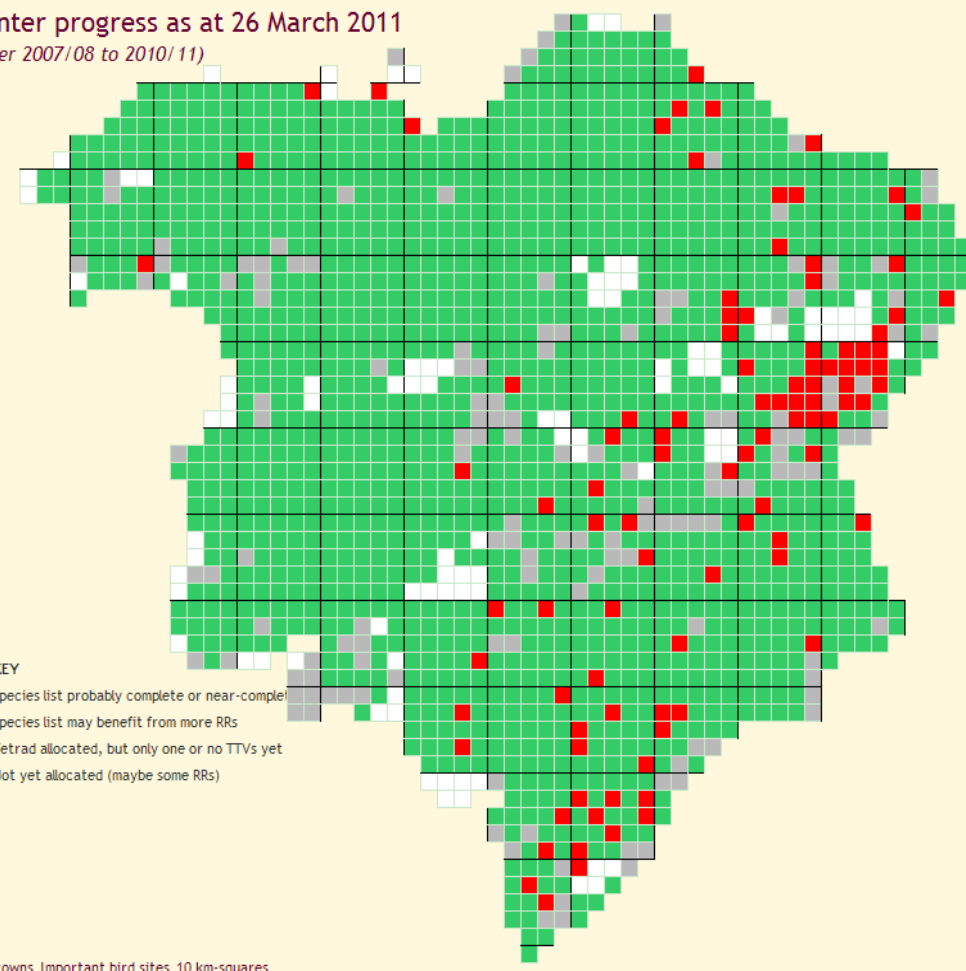 nter progress as at 26 March 2011
er 2007/08 to 2010/11)
KEY
pecies list probably complete or near-complet
pecies list may benefit from more RRs
etrad allocated, but only one or no TTVs yet
ot yet allocated (maybe some RRs)
owns, Important bird sites, 10 km-squares